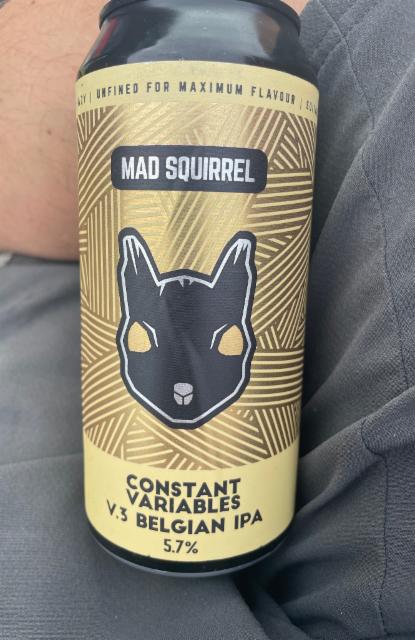 | UNFINED FOR MAXIMUM FLAVOUR |
MAD SQUIRREL
CONSTANT
VARIABLES
V.3 BELGIAN IPA
5.7%